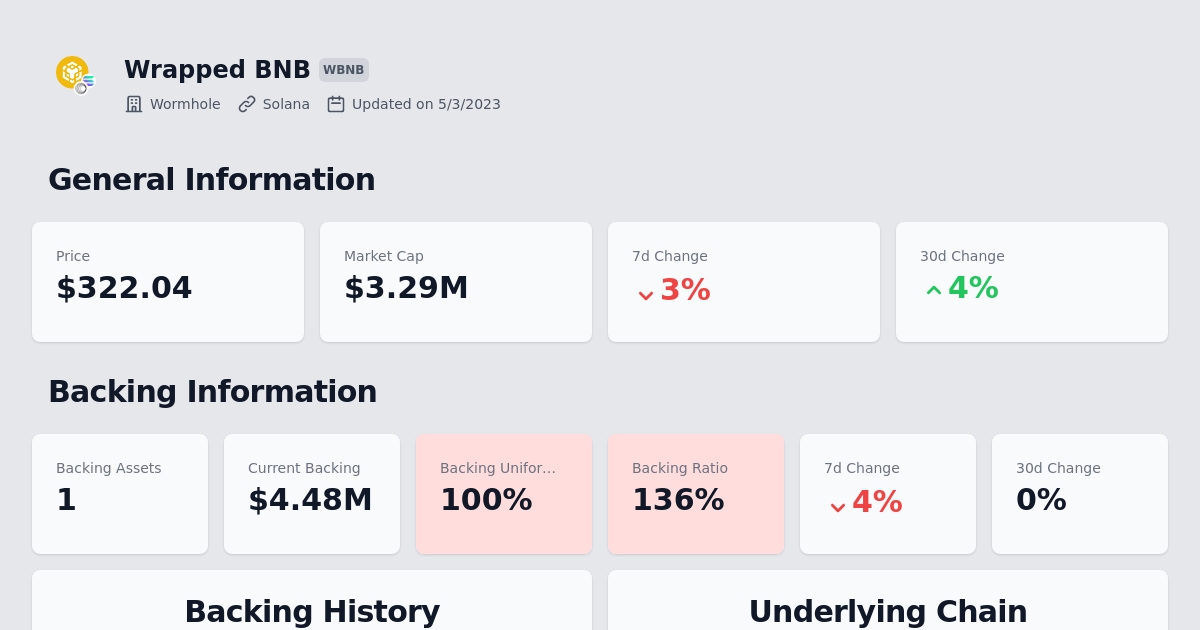 Wrapped BNB WBNB
Wormhole Solana Updated on 5/3/2023
General Information
Price
$322.04
Market Cap
$3.29M
7d Change
3%
30d Change
4%
Backing Information
Backing Assets
1
Current Backing
$4.48M
Backing Unifor...
100%
Backing Ratio
136%
7d Change
4%
30d Change
0%
Backing History
Underlying Chain